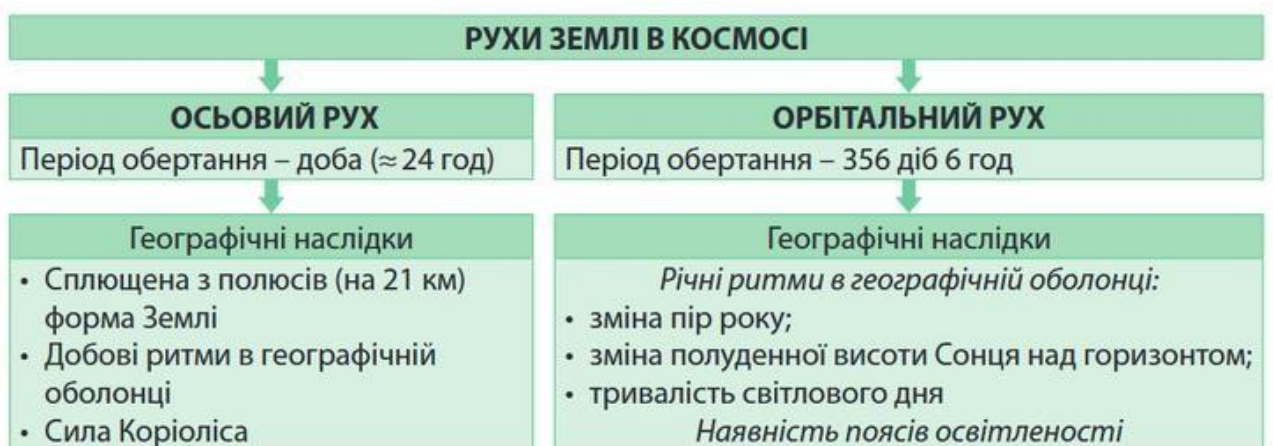 РУХИ ЗЕМЛІ В КОСМОСІ
ОСЬОВИЙ РУХ
Період обертання – доба (≈ 24 год)
Географічні наслідки
• Сплющена з полюсів (на 21 км)
форма Землі
• Добові ритми в географічній
оболонці
• Сила Коріоліса
ОРБІТАЛЬНИЙ РУХ
Період обертання – 356 діб 6 год
Географічні наслідки
Річні ритми в географічній оболонці:
• зміна пір року;
• зміна полуденної висоти Сонця над горизонтом;
• тривалість світлового дня
Наявність поясів освітленості